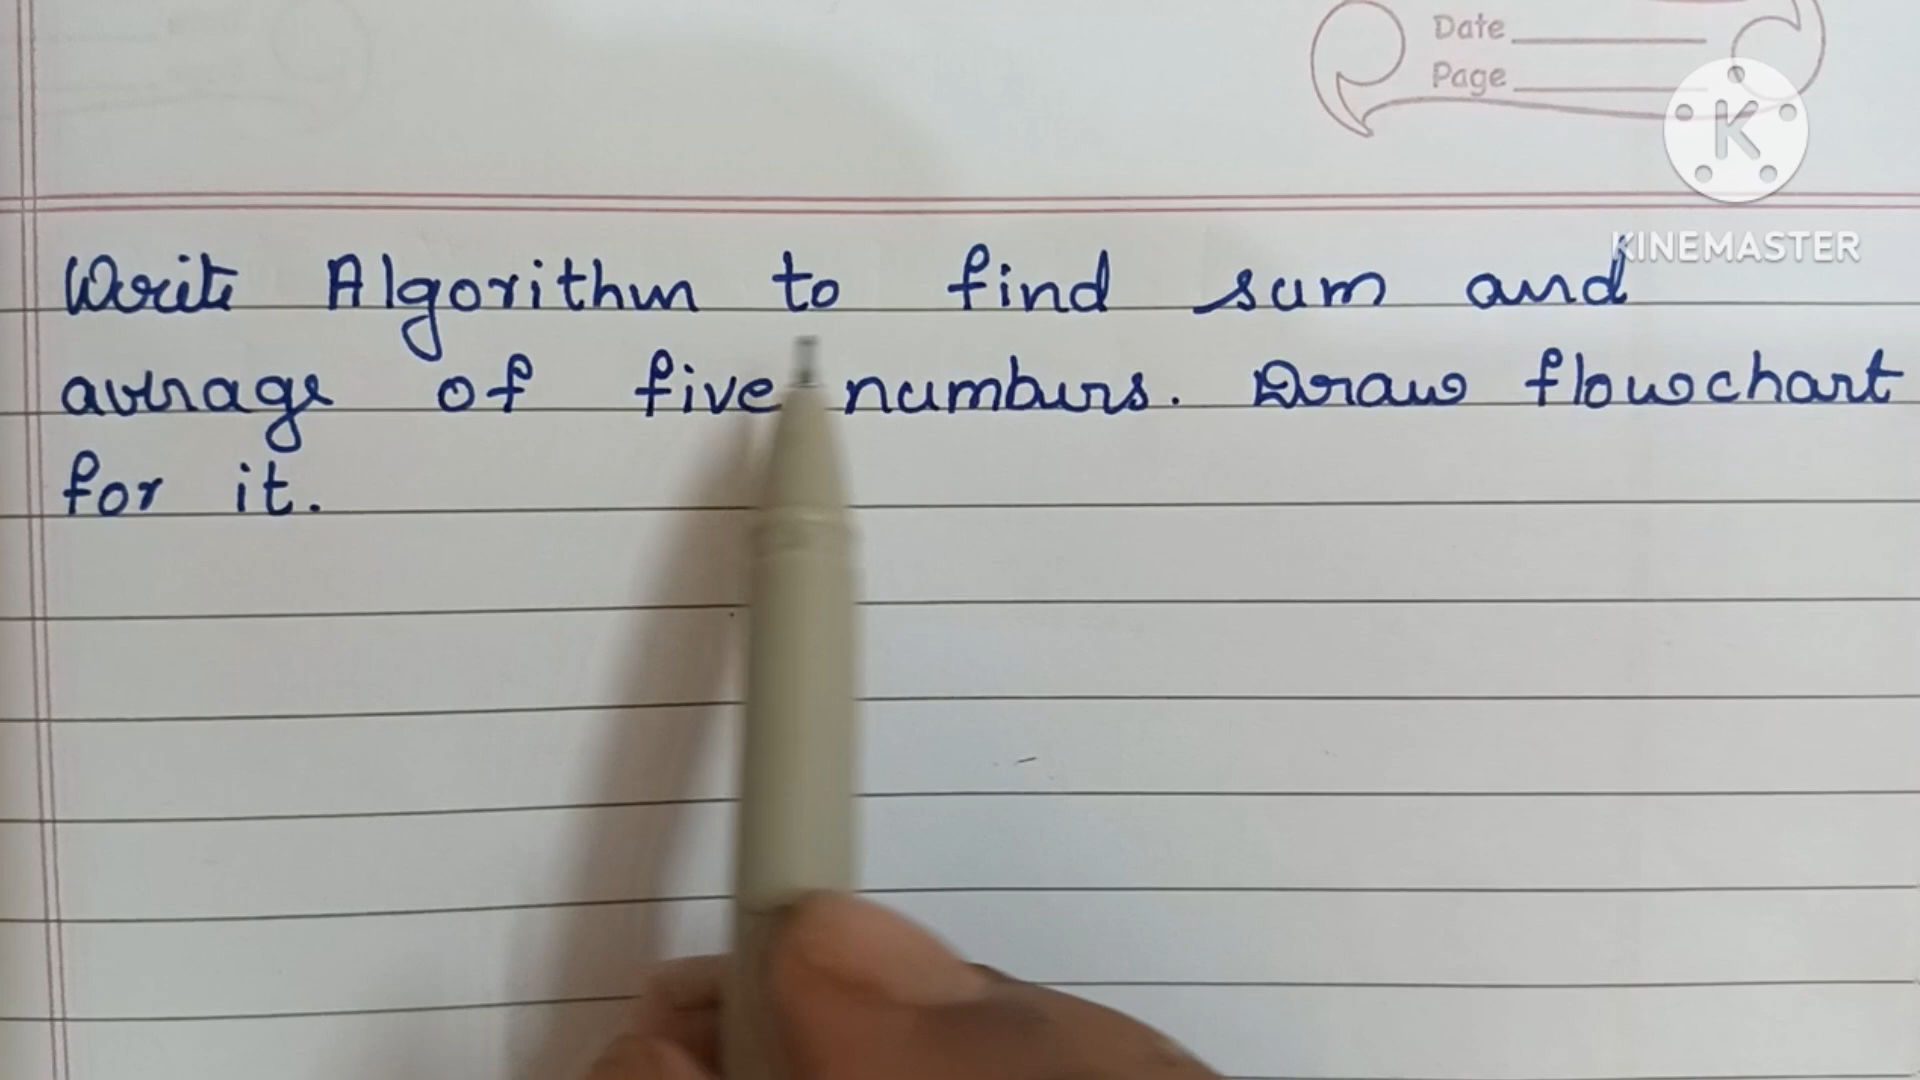 Date
Page
K
KINEMASTER
Write Algorithm to find sum and
average of five numbers. Draw flowchart
for it.